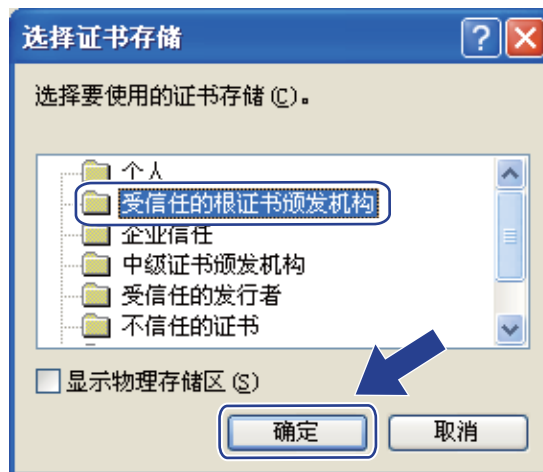 选择证书存储
选择要使用的证书存储(C)。
个人
受信任的根证书颁发机构
企业信任
中级证书颁发机构
受信任的发行者
不信任的证书
显示物理存储区(S)
确定 取消